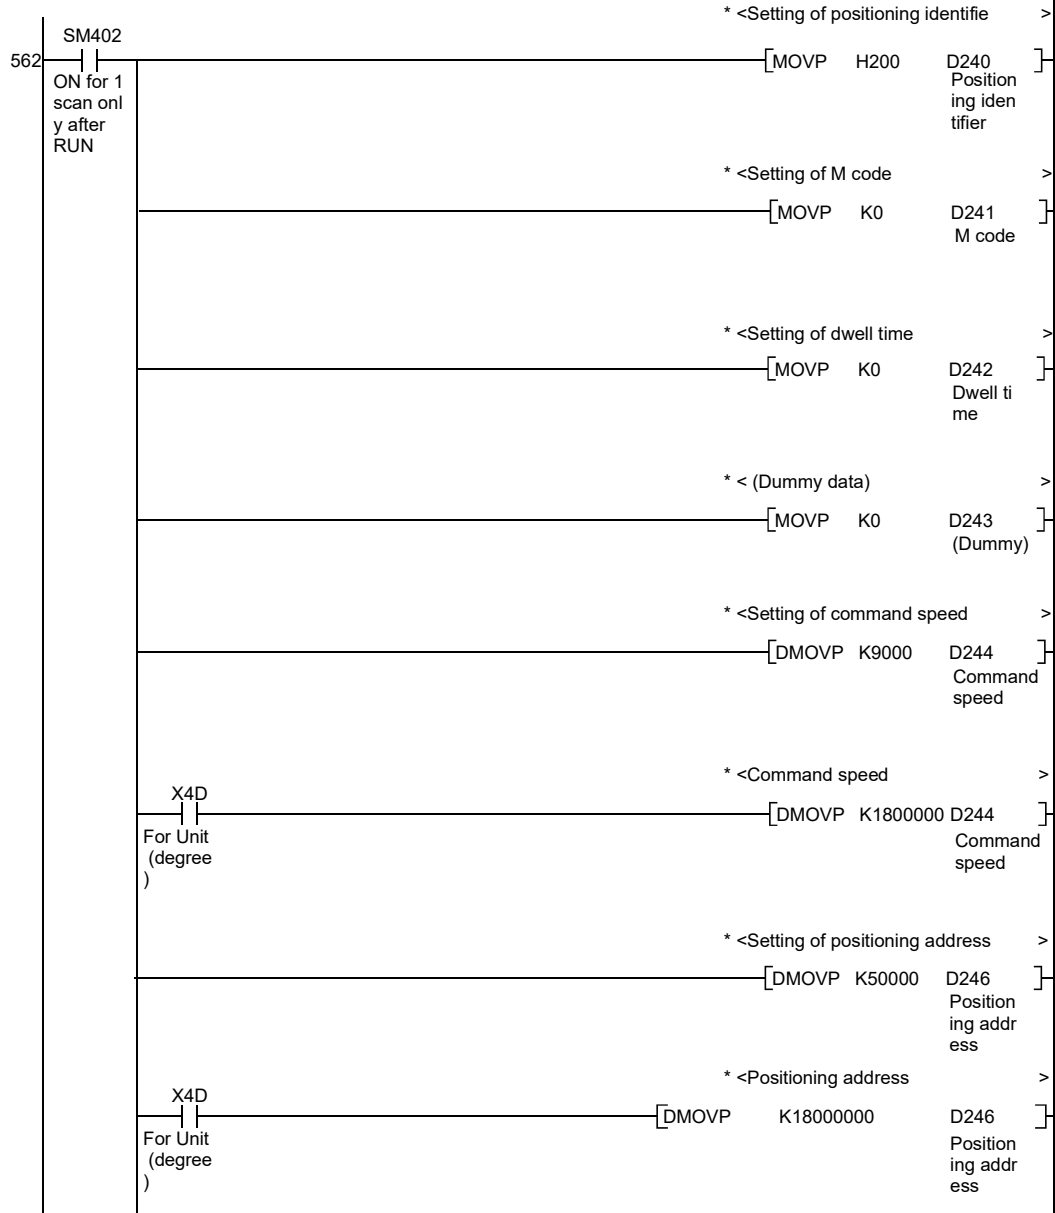 * <Setting of positioning identifie >
SM402
562
[MOVP H200 D240 ]
ON for 1
scan onl
y after
RUN
Position
ing iden
tifier
* <Setting of M code >
[MOVP K0 D241 ]
M code
* <Setting of dwell time >
[MOVP K0 D242 ]
Dwell ti
me
* < (Dummy data) >
[MOVP K0 D243 ]
(Dummy)
* <Setting of command speed >
[DMOVP K9000 D244 ]
Command
speed
* <Command speed >
X4D
[DMOVP K1800000 D244 ]
For Unit
(degree
)
Command
speed
* <Setting of positioning address >
[DMOVP K50000 D246 ]
Position
ing addr
ess
* <Positioning address >
X4D
[DMOVP K18000000 D246 ]
For Unit
(degree
)
Position
ing addr
ess